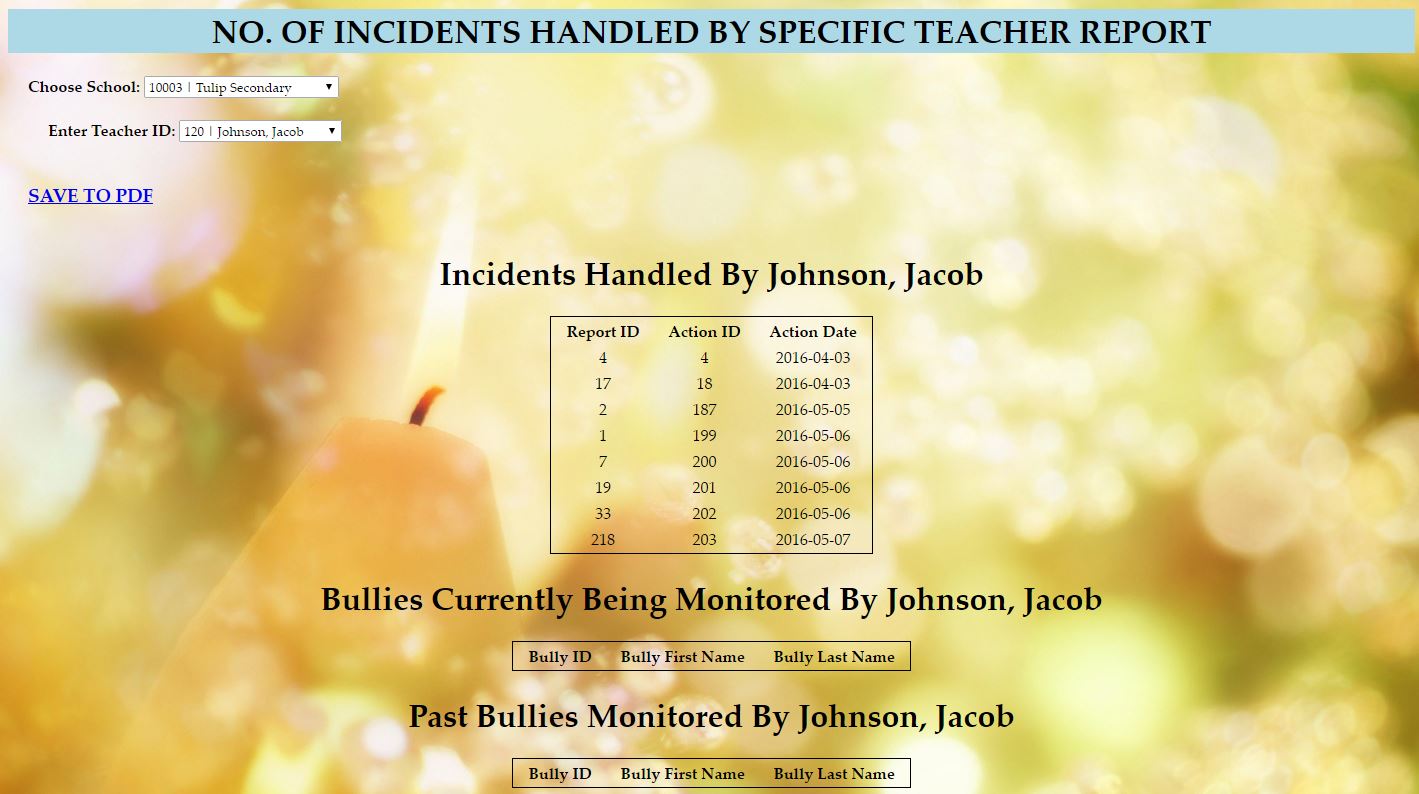 NO. OF INCIDENTS HANDLED BY SPECIFIC TEACHER REPORT
Choose School: 10003 | Tulip Secondary
Enter Teacher ID: 120 | Johnson, Jacob
SAVE TO PDF
Incidents Handled By Johnson, Jacob
Report ID Action ID Action Date
4 4 2016-04-03
17 18 2016-04-03
2 187 2016-05-05
1 199 2016-05-06
7 200 2016-05-06
19 201 2016-05-06
33 202 2016-05-06
218 203 2016-05-07
Bullies Currently Being Monitored By Johnson, Jacob
Bully ID Bully First Name Bully Last Name
Past Bullies Monitored By Johnson, Jacob
Bully ID Bully First Name Bully Last Name